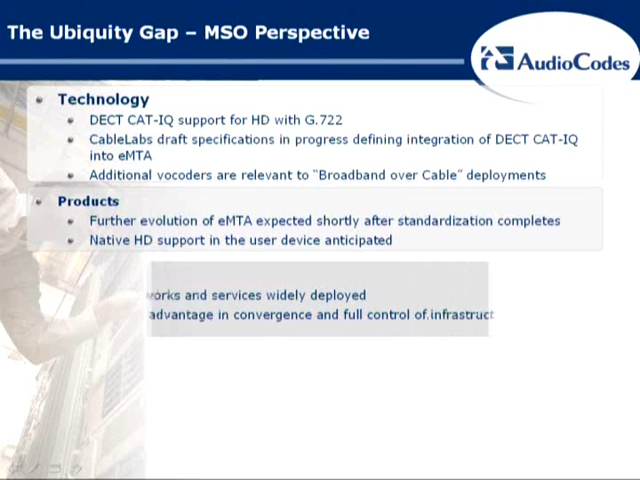 The Ubiquity Gap – MSO Perspective
AudioCodes
Technology
DECT CAT-IQ support for HD with G.722
CableLabs draft specifications in progress defining integration of DECT CAT-IQ
into eMTA
Additional vocoders are relevant to "Broadband over Cable" deployments
Products
Further evolution of eMTA expected shortly after standardization completes
Native HD support in the user device anticipated
works and services widely deployed
advantage in convergence and full control of infrastruct